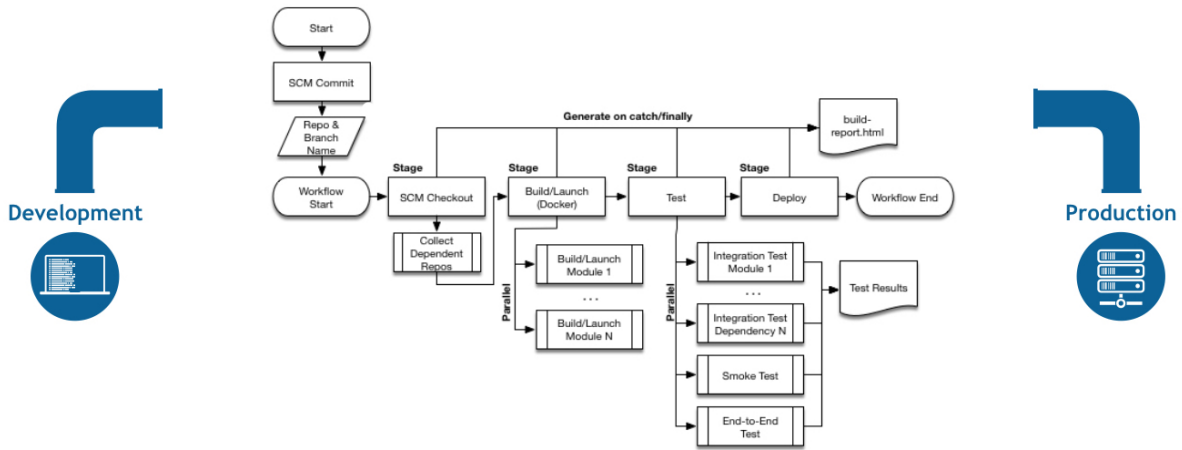 Start
SCM Commit
Repo &
Branch
Name
Generate on catch/finally
build-
report.html
Stage
Stage
Stage
Stage
Workflow
Start
SCM Checkout
Build/Launch
(Docker)
Test
Deploy
Workflow End
Development
Production
Collect
Dependent
Repos
Parallel
Build/Launch
Module 1
...
Build/Launch
Module N
Parallel
Integration Test
Module 1
...
Integration Test
Dependency N
Smoke Test
End-to-End
Test
Test Results